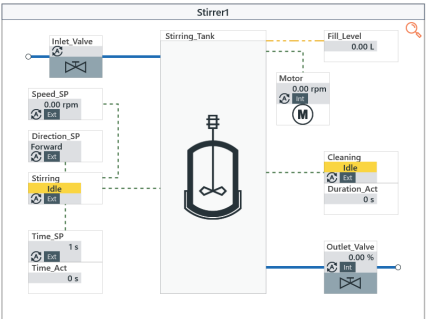 Stirrer1
Inlet_Valve
A
Stirring_Tank
Fill_Level
0.00 L
Motor
0.00 rpm
A Int
M
Speed_SP
0.00 rpm
A Ext
Direction_SP
Forward
A Ext
Stirring
Idle
A Ext
Cleaning
Idle
A Ext
Duration_Act
0 s
Time_SP
1 s
A Ext
Time_Act
0 s
Outlet_Valve
0.00 %
A Int